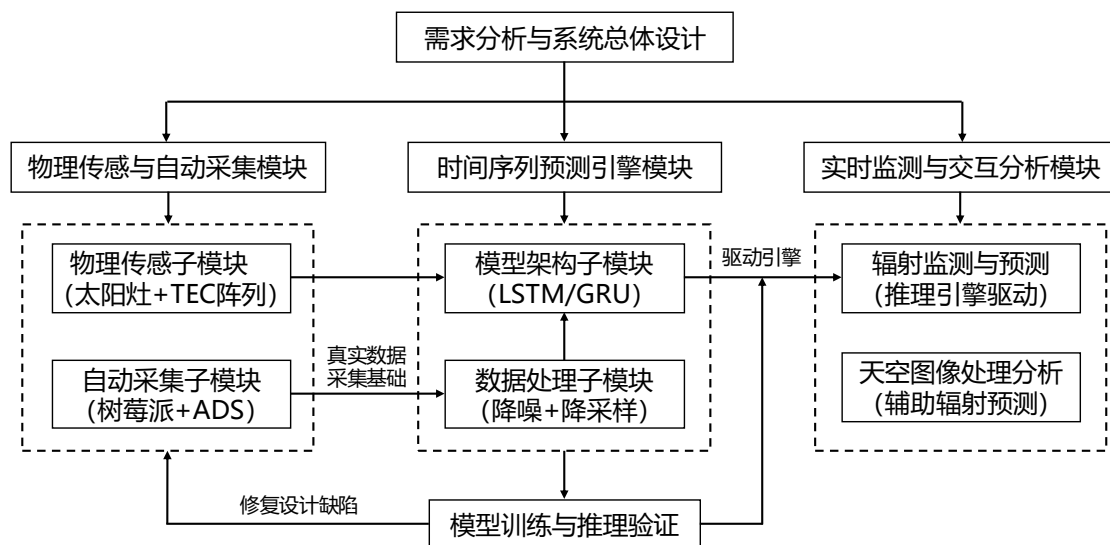 需求分析与系统总体设计
物理传感与自动采集模块
时间序列预测引擎模块
实时监测与交互分析模块
物理传感子模块
（太阳灶+TEC阵列）
模型架构子模块
（LSTM/GRU）
驱动引擎
辐射监测与预测
（推理引擎驱动）
自动采集子模块
（树莓派+ADS）
真实数据
采集基础
数据处理子模块
（降噪+降采样）
天空图像处理分析
（辅助辐射预测）
修复设计缺陷
模型训练与推理验证